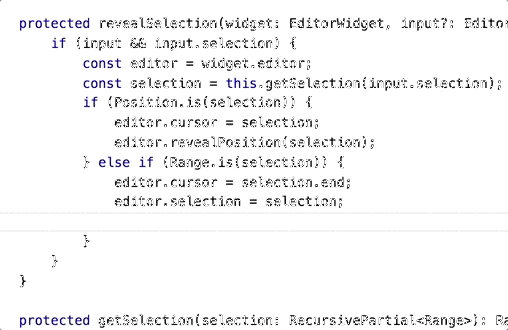 protected revealSelection(widget: EditorWidget, input?: Editor
    if (input && input.selection) {
        const editor = widget.editor;
        const selection = this.getSelection(input.selection);
        if (Position.is(selection)) {
            editor.cursor = selection;
            editor.revealPosition(selection);
        } else if (Range.is(selection)) {
            editor.cursor = selection.end;
            editor.selection = selection;
        }
    }
}
protected getSelection(selection: RecursivePartial<Range>): Ra